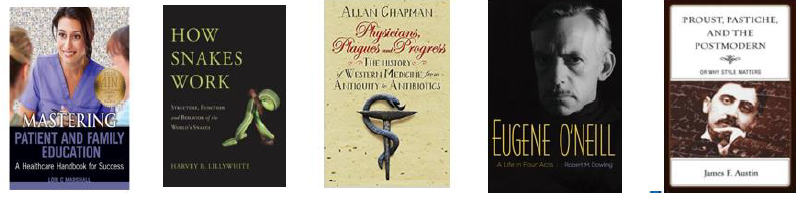 MASTERING
PATIENT AND FAMILY
EDUCATION
A Healthcare Handbook for Success
LORI C MARSHALL
HOW
SNAKES
WORK
STRUCTURE, FUNCTION
and BEHAVIOR of the
WORLD'S SNAKES
HARVEY B. LILLYWHITE
ALLAN CHAPMAN
Physicians,
Plagues and Progress
THE HISTORY
of WESTERN MEDICINE from
ANTIQUITY to ANTIBIOTICS
EUGENE O'NEILL
A Life in Four Acts
Robert M. Dowling
PROUST, PASTICHE,
AND THE
POSTMODERN
OR WHY STYLE MATTERS
James F. Austin